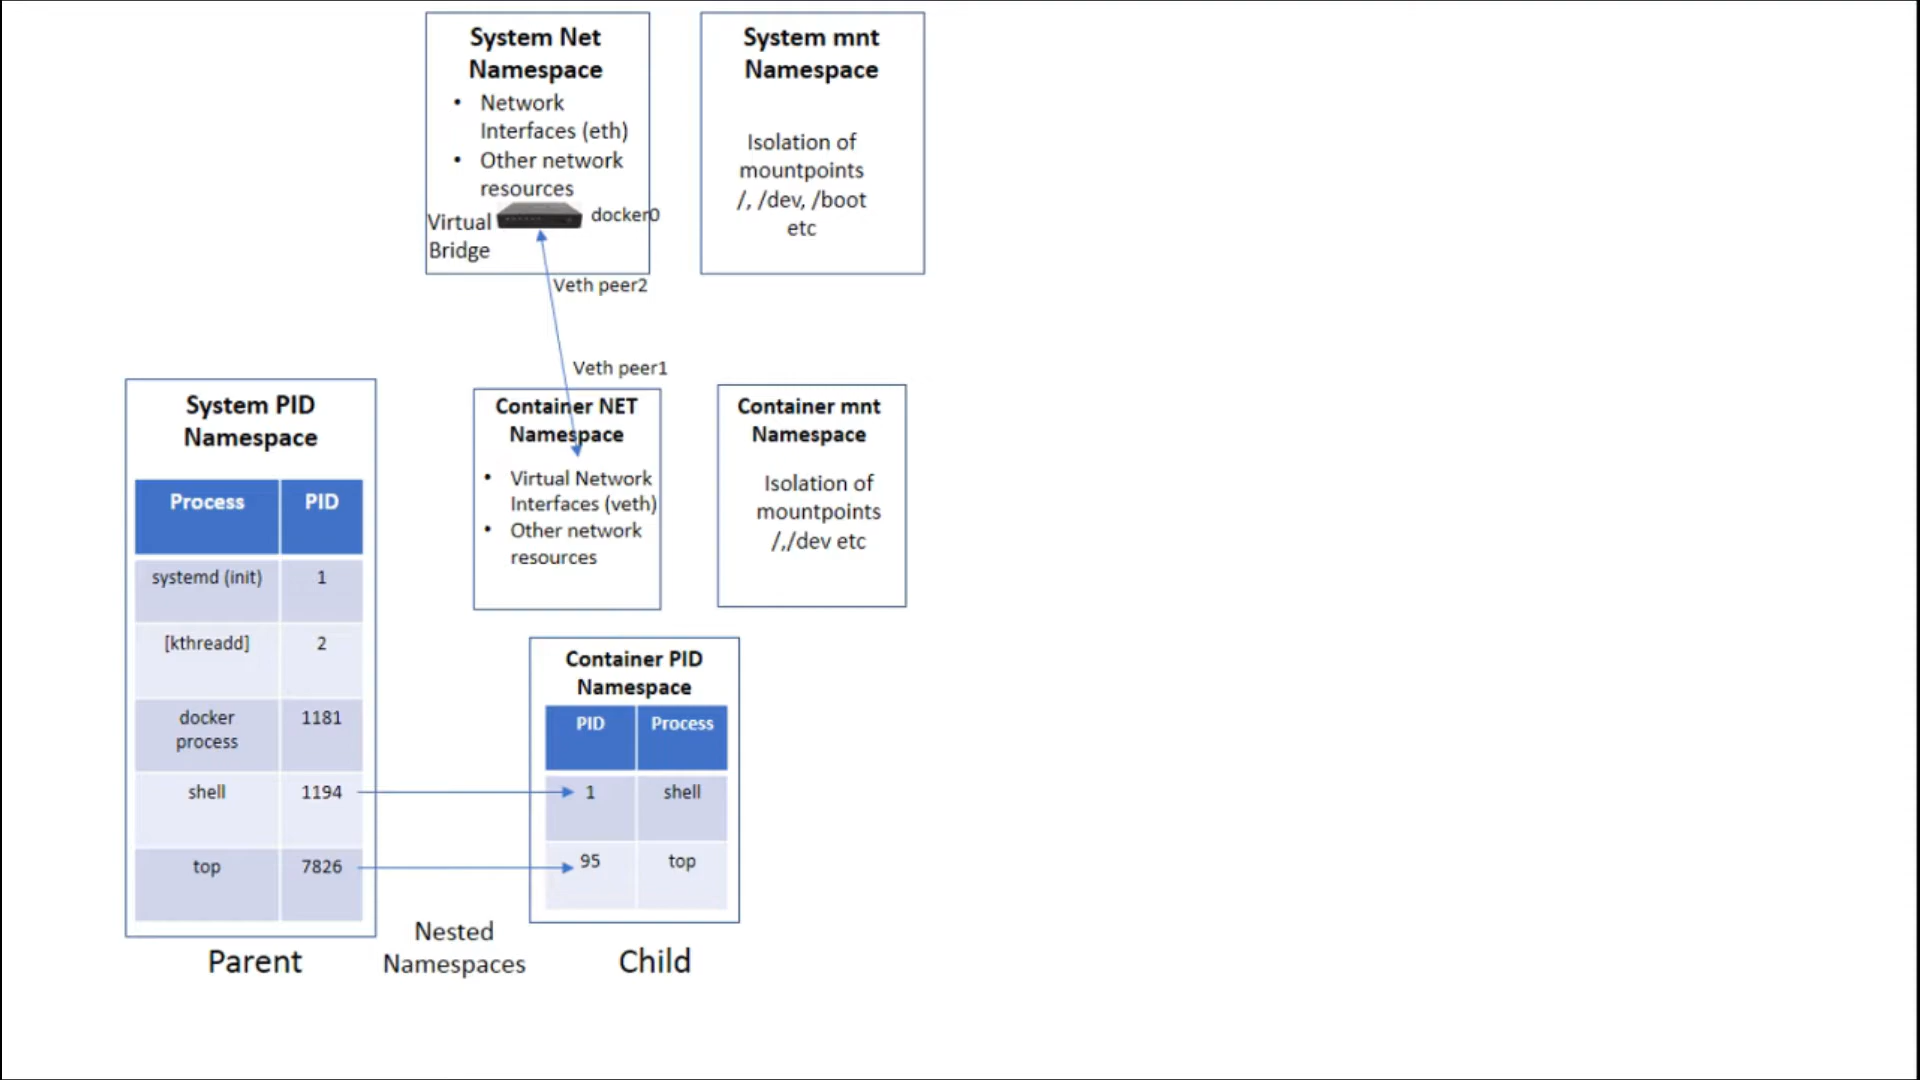 System Net
Namespace
• Network
Interfaces (eth)
• Other network
resources
Virtual
Bridge
docker0
Veth peer2
System mnt
Namespace
Isolation of
mountpoints
/, /dev, /boot
etc
Veth peer1
Container NET
Namespace
• Virtual Network
Interfaces (veth)
• Other network
resources
Container mnt
Namespace
Isolation of
mountpoints
/,/dev etc
System PID
Namespace
Process PID
systemd (init) 1
[kthreadd] 2
docker
process 1181
shell 1194
top 7826
Parent
Nested
Namespaces
Container PID
Namespace
PID Process
1 shell
95 top
Child